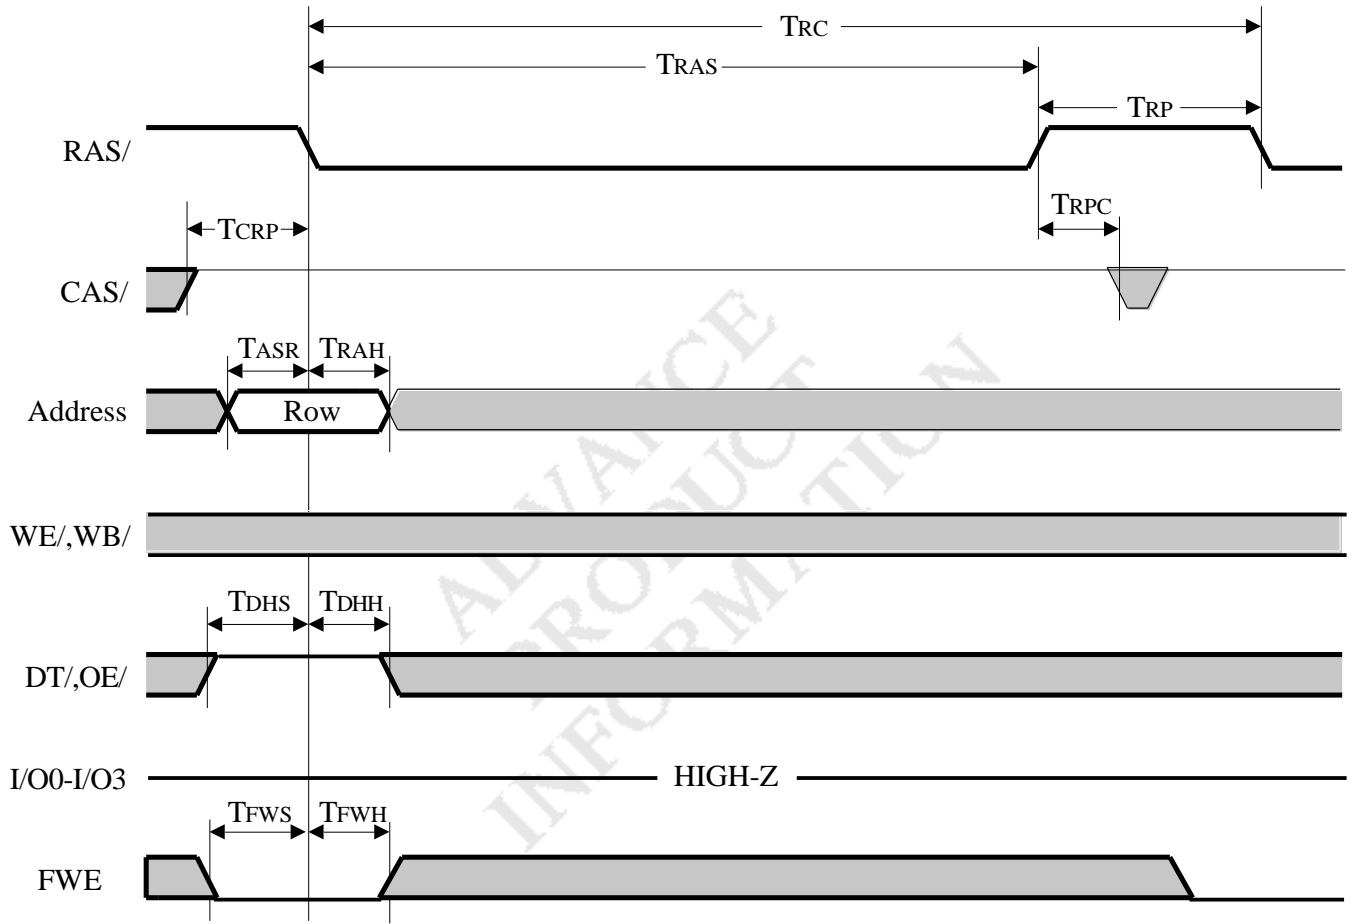 TRC
TRAS
TRP
RAS/
TCRP
TRPC
CAS/
TASR TRAH
Address Row
WE/,WB/
TDHS TDHH
DT/,OE/
I/O0-I/O3 HIGH-Z
TFWS TFWH
FWE
ADVANCE
PRODUCT
INFORMATION